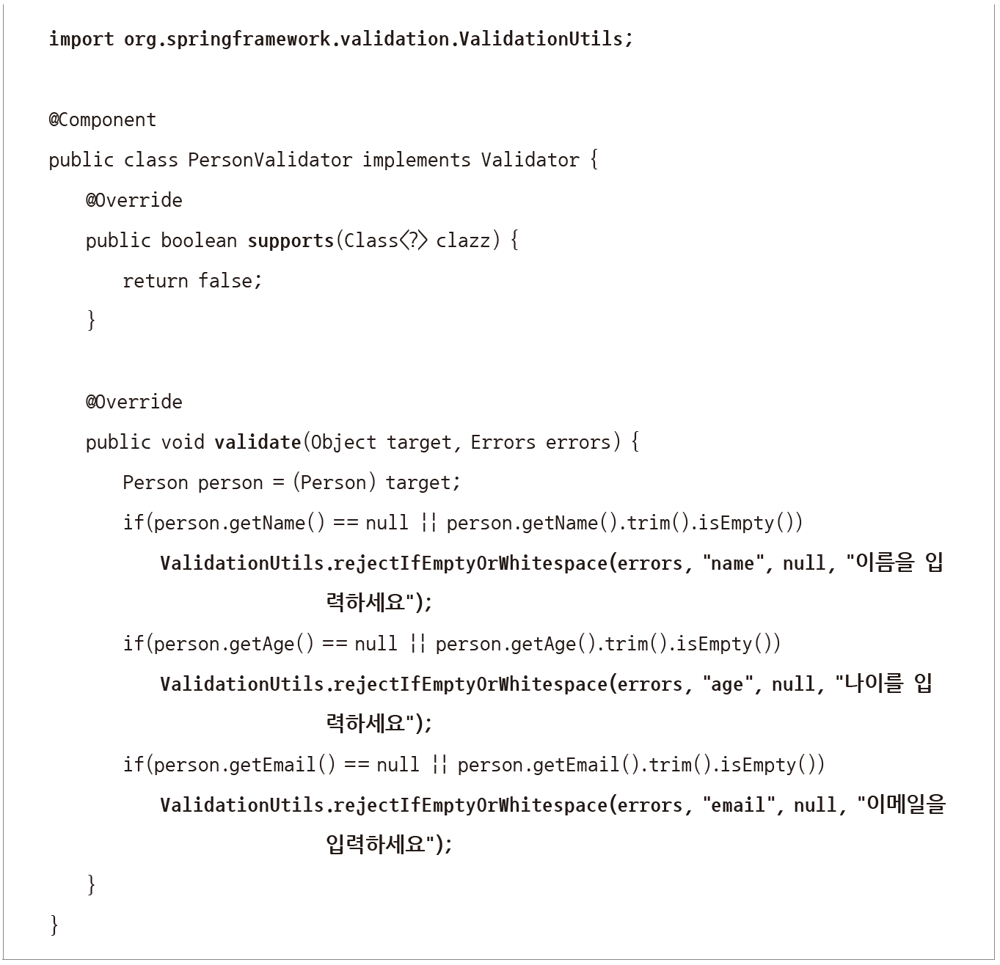 import org.springframework.validation.ValidationUtils;
@Component
public class PersonValidator implements Validator {
@Override
public boolean supports(Class<?> clazz) {
return false;
}
@Override
public void validate(Object target, Errors errors) {
Person person = (Person) target;
if(person.getName() == null || person.getName().trim().isEmpty())
ValidationUtils.rejectIfEmptyOrWhitespace(errors, "name", null, "이름을 입
력하세요");
if(person.getAge() == null || person.getAge().trim().isEmpty())
ValidationUtils.rejectIfEmptyOrWhitespace(errors, "age", null, "나이를 입
력하세요");
if(person.getEmail() == null || person.getEmail().trim().isEmpty())
ValidationUtils.rejectIfEmptyOrWhitespace(errors, "email", null, "이메일을
입력하세요");
}
}